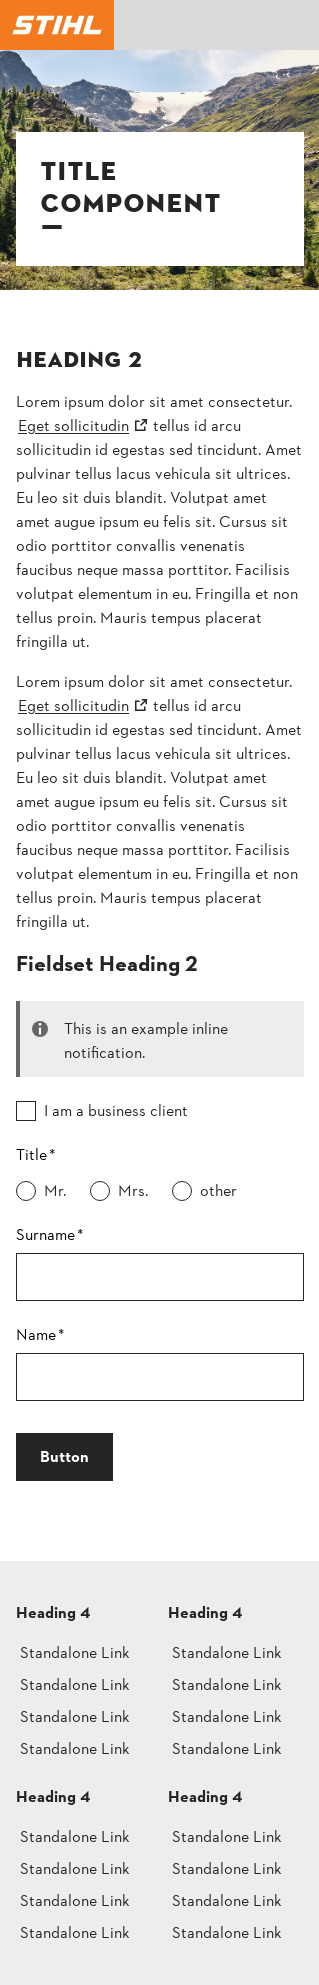 STIHL
TITLE
COMPONENT
HEADING 2
Lorem ipsum dolor sit amet consectetur.
Eget sollicitudin tellus id arcu
sollicitudin id egestas sed tincidunt. Amet
pulvinar tellus lacus vehicula sit ultrices.
Eu leo sit duis blandit. Volutpat amet
amet augue ipsum eu felis sit. Cursus sit
odio porttitor convallis venenatis
faucibus neque massa porttitor. Facilisis
volutpat elementum in eu. Fringilla et non
tellus proin. Mauris tempus placerat
fringilla ut.
Lorem ipsum dolor sit amet consectetur.
Eget sollicitudin tellus id arcu
sollicitudin id egestas sed tincidunt. Amet
pulvinar tellus lacus vehicula sit ultrices.
Eu leo sit duis blandit. Volutpat amet
amet augue ipsum eu felis sit. Cursus sit
odio porttitor convallis venenatis
faucibus neque massa porttitor. Facilisis
volutpat elementum in eu. Fringilla et non
tellus proin. Mauris tempus placerat
fringilla ut.
Fieldset Heading 2
This is an example inline
notification.
I am a business client
Title*
Mr. Mrs. other
Surname*
Name*
Button
Heading 4
Standalone Link
Standalone Link
Standalone Link
Standalone Link
Heading 4
Standalone Link
Standalone Link
Standalone Link
Standalone Link
Heading 4
Standalone Link
Standalone Link
Standalone Link
Standalone Link
Heading 4
Standalone Link
Standalone Link
Standalone Link
Standalone Link